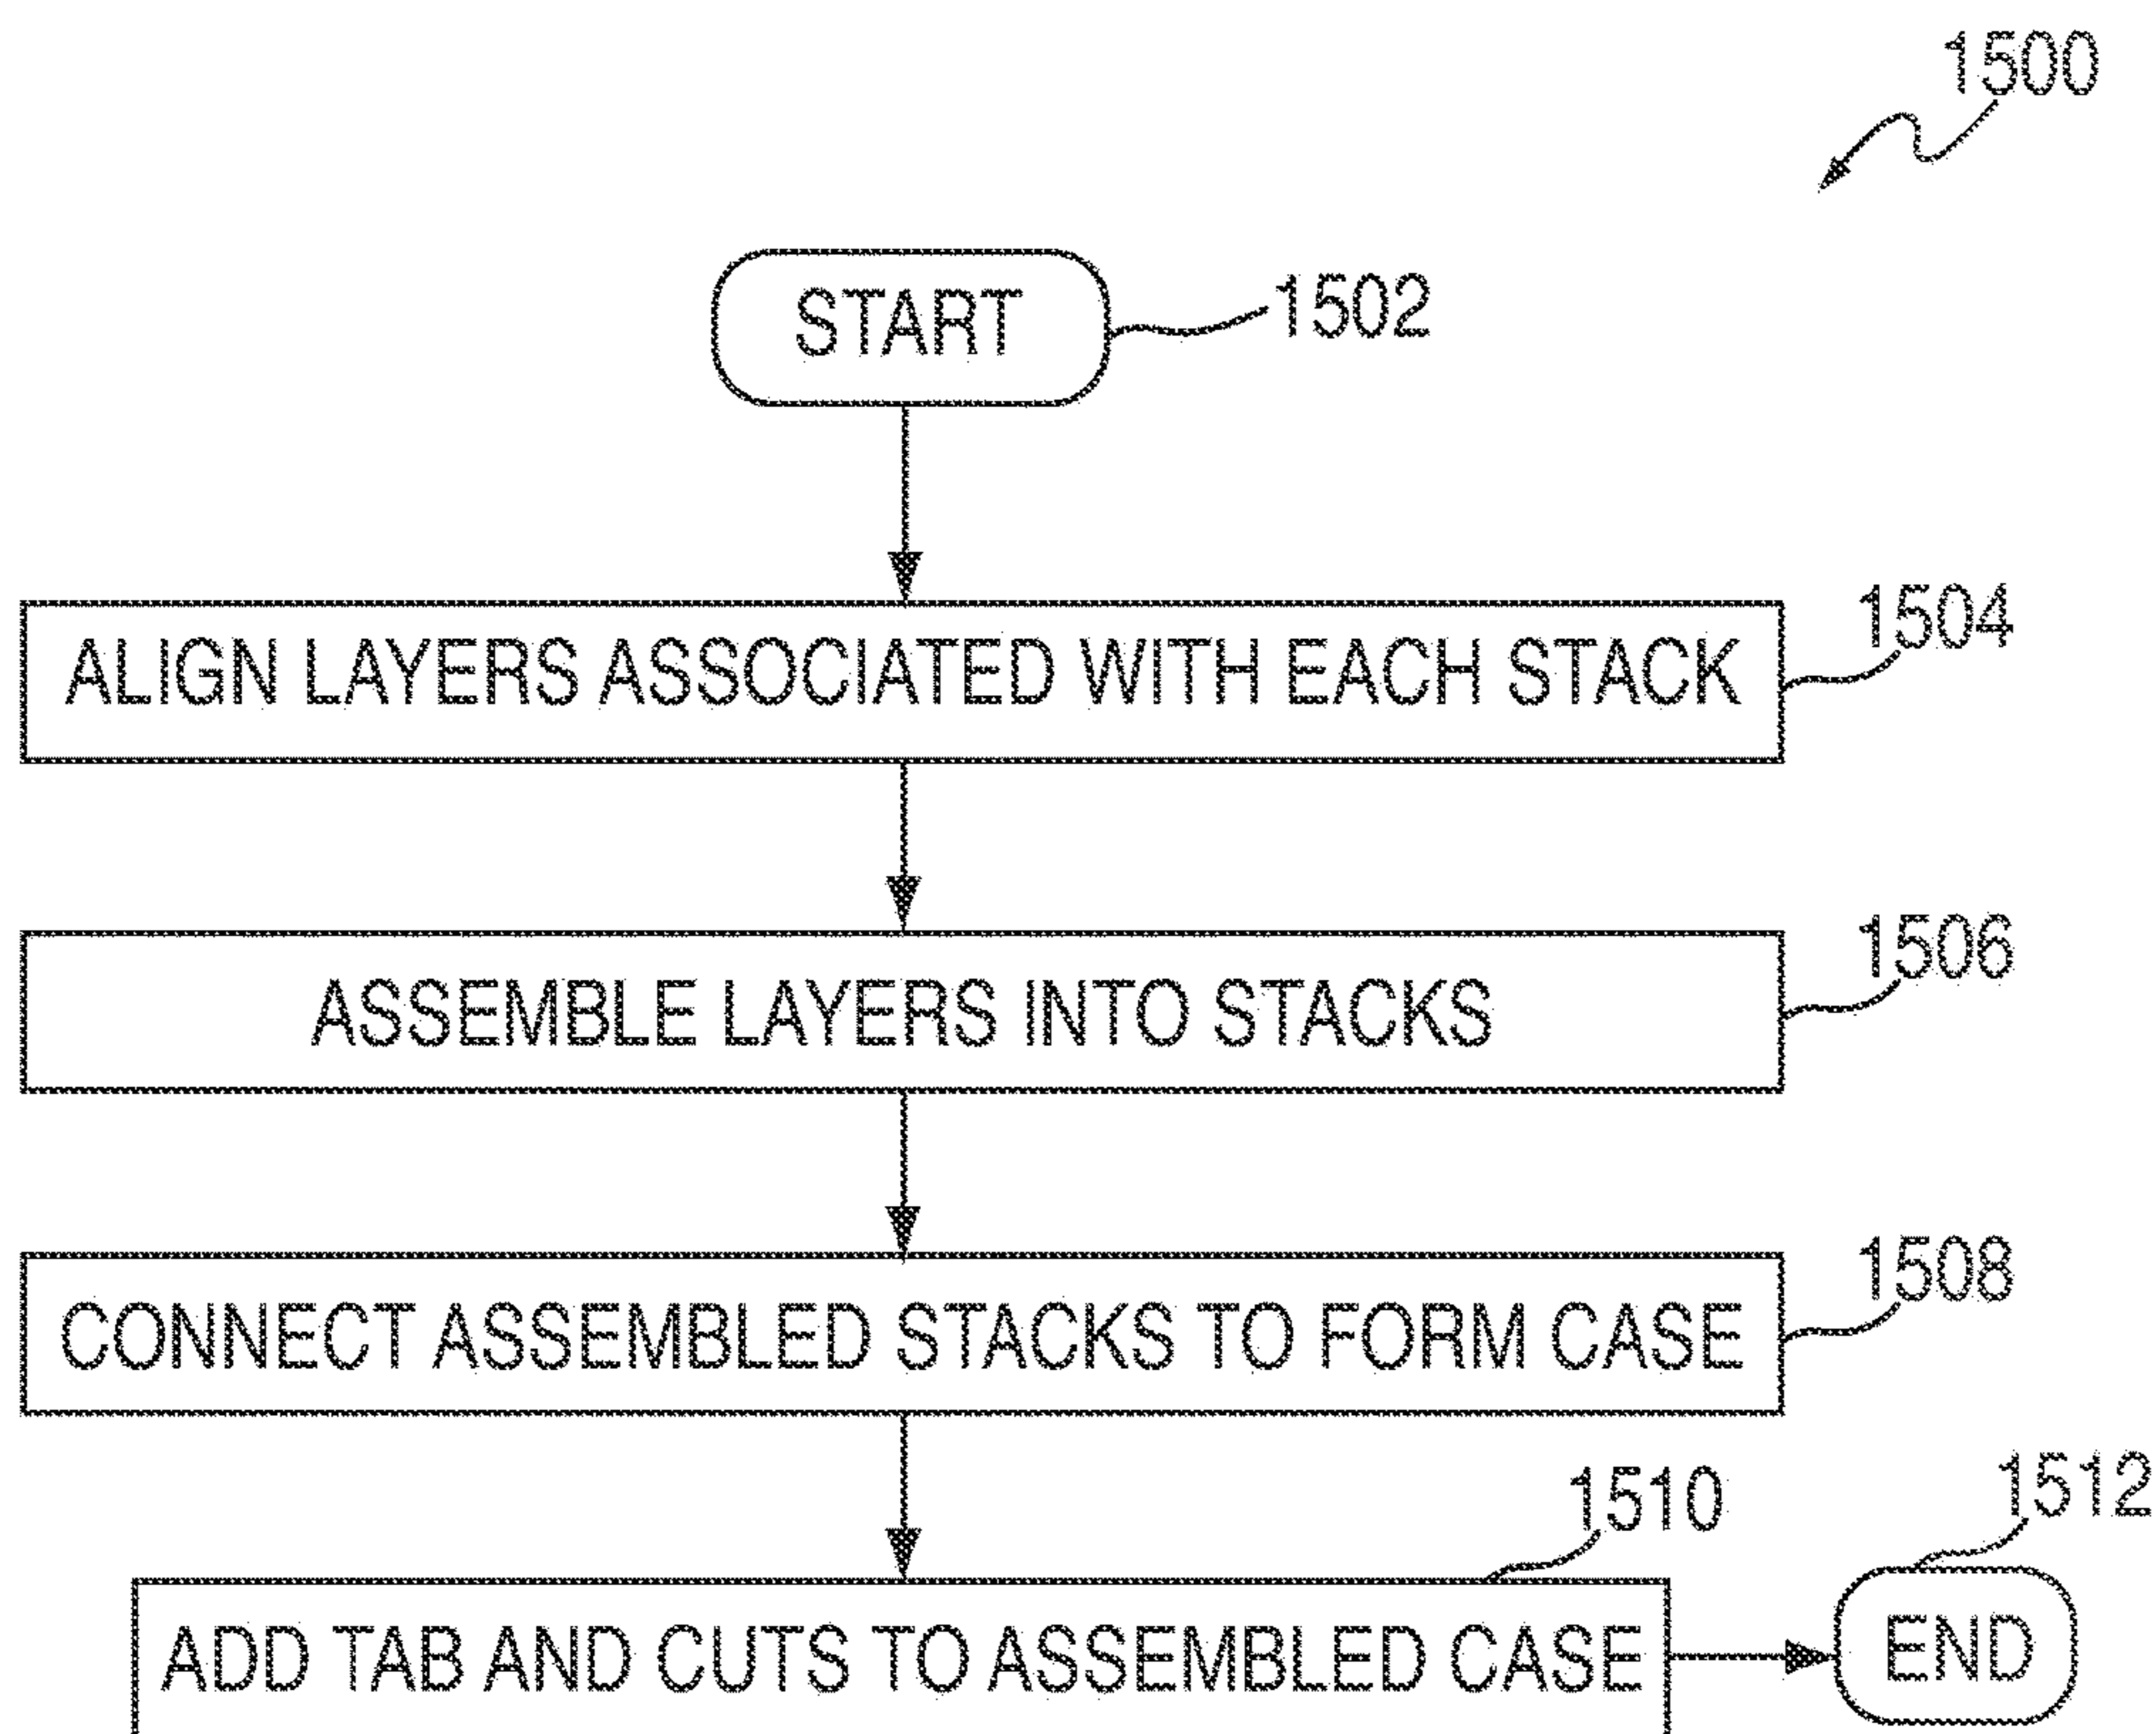 1500
START
1502
ALIGN LAYERS ASSOCIATED WITH EACH STACK
1504
ASSEMBLE LAYERS INTO STACKS
1506
CONNECT ASSEMBLED STACKS TO FORM CASE
1508
1510
1512
ADD TAB AND CUTS TO ASSEMBLED CASE
END